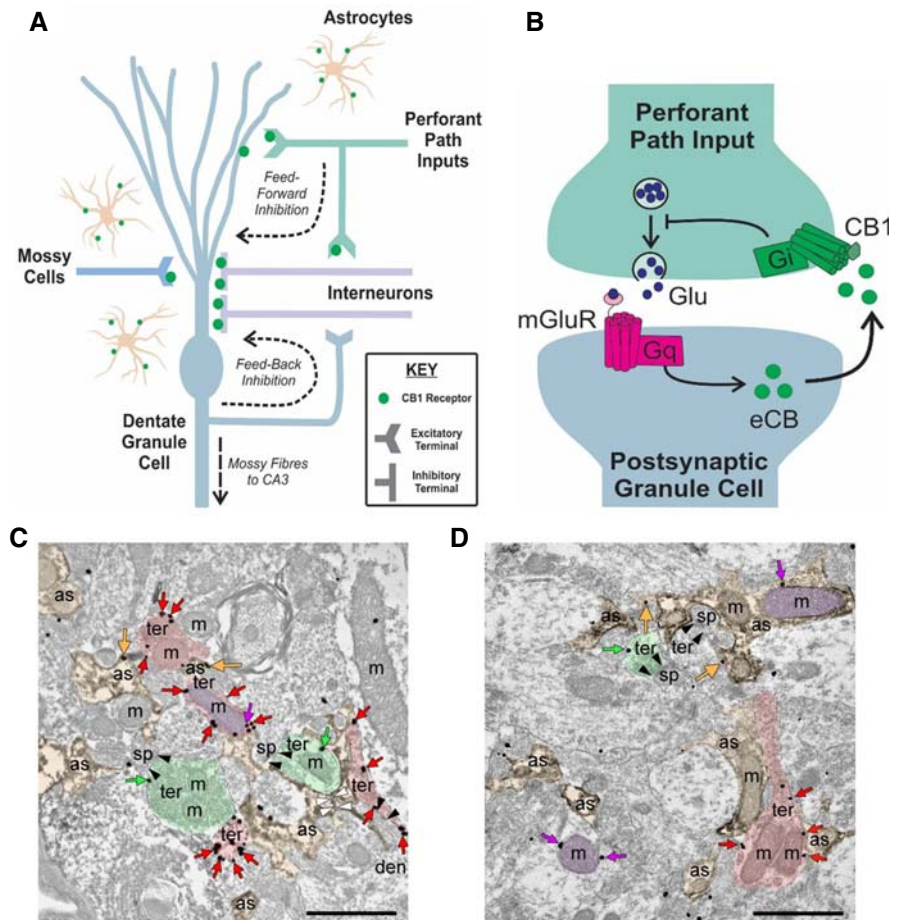 A
Astrocytes
Perforant
Path
Inputs
Feed-
Forward
Inhibition
Mossy
Cells
Interneurons
Feed-Back
Inhibition
Dentate
Granule
Cell
Mossy Fibres
to CA3
KEY
CB1 Receptor
Excitatory
Terminal
Inhibitory
Terminal
B
Perforant
Path Input
CB1
Gi
Glu
mGluR
Gq
eCB
Postsynaptic
Granule Cell
C
as
ter
m
m
m
as
as
ter
m
m
sp
sp
ter
m
as
m
ter
m
ter
ter
as
den
as
D
m
as
sp
m
as
ter
ter
sp
as
m
as
as
ter
m
m
m
as
as